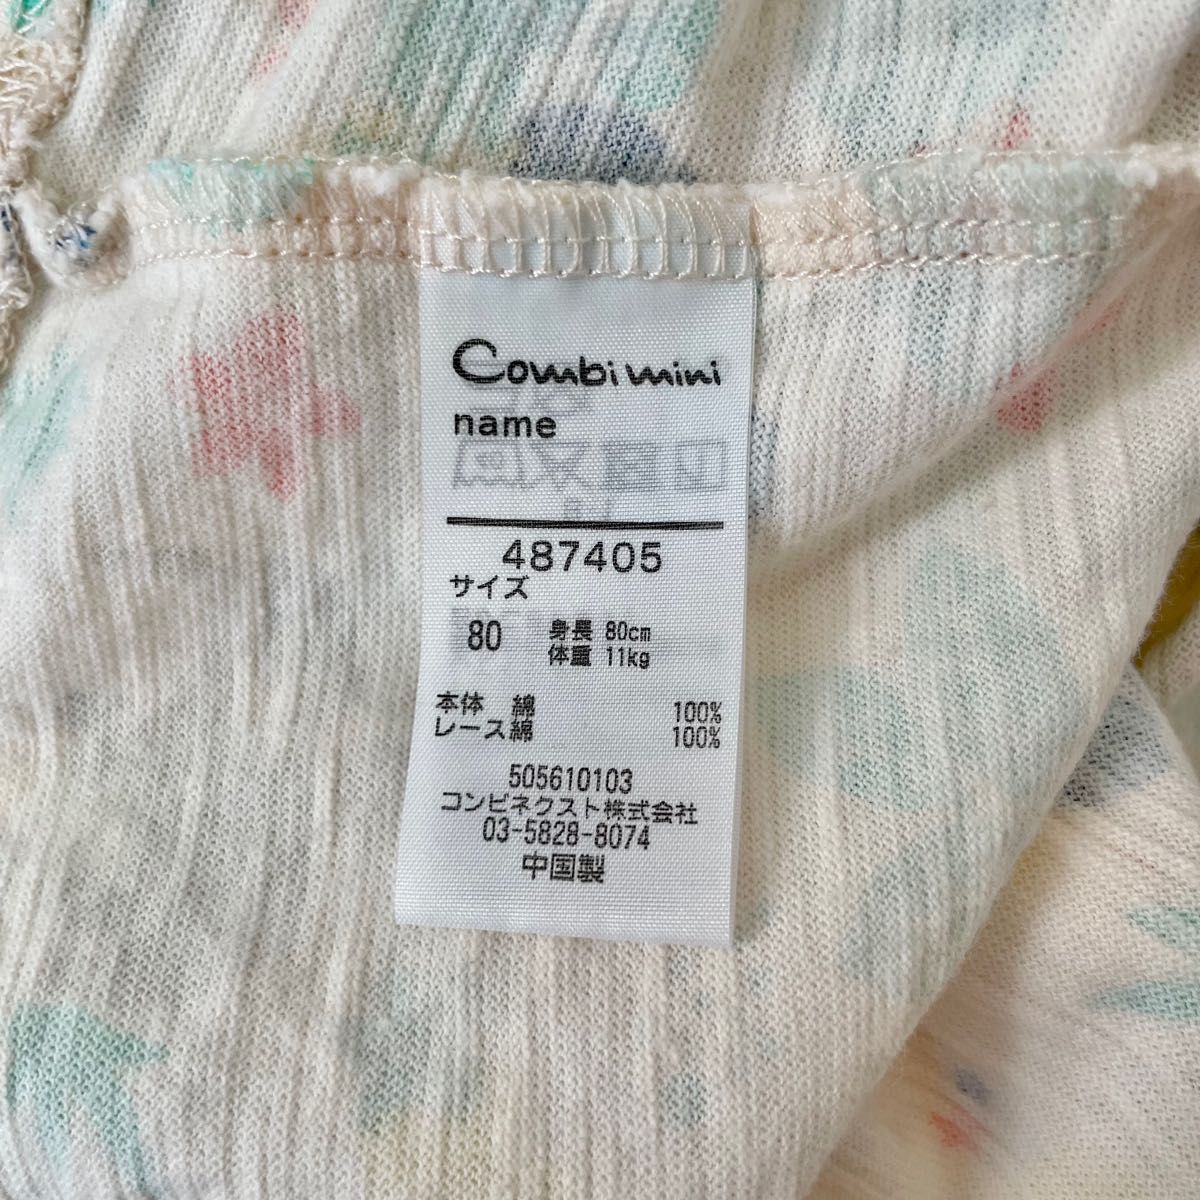 Combi mini
name
487405
サイズ
80 身長 80cm
体重 11kg
本体 綿 100%
レース綿 100%
505610103
コンビネクスト株式会社
03-5828-8074
中国製